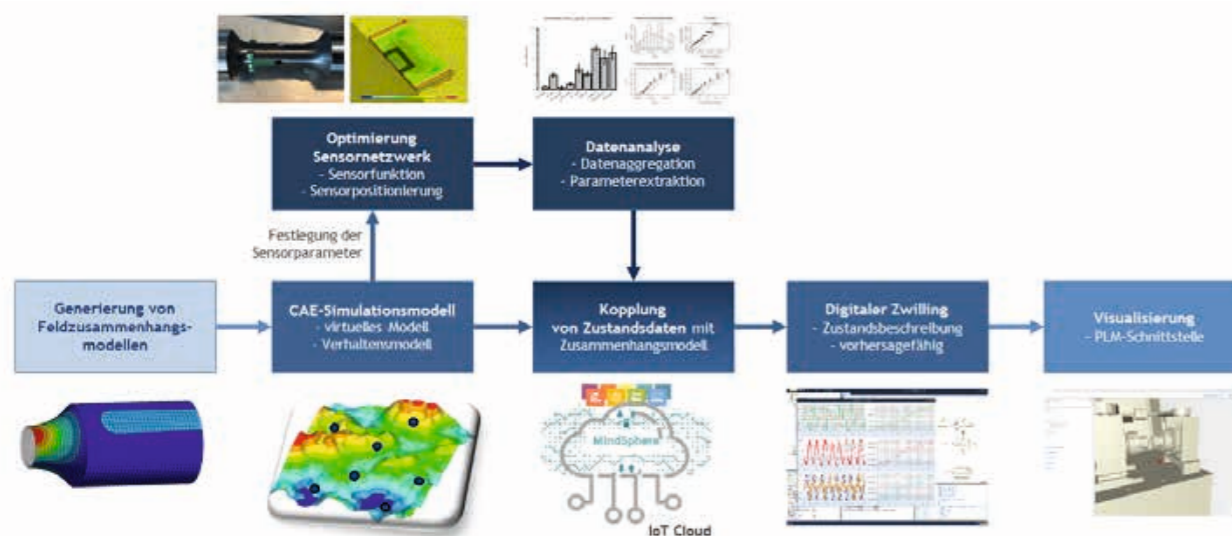 Optimierung
Sensornetzwerk
- Sensorfunktion
- Sensorpositionierung
Datenanalyse
- Datenaggregation
- Parameterextraktion
Festlegung der
Sensorparameter
Generierung von
Feldzusammenhangs-
modellen
CAE-Simulationsmodell
- virtuelles Modell
- Verhaltensmodell
Kopplung
von Zustandsdaten mit
Zusammenhangsmodell
Digitaler Zwilling
- Zustandsbeschreibung
- vorhersagefähig
Visualisierung
- PLM-Schnittstelle
MindSphere
IoT Cloud